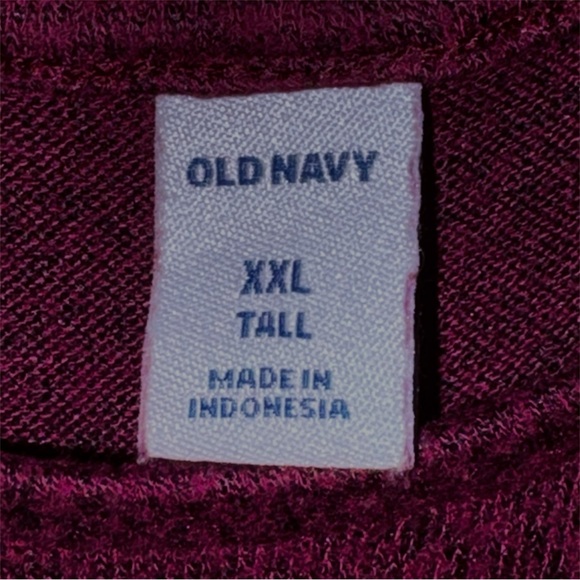 OLD NAVY
XXL
TALL
MADE IN
INDONESIA